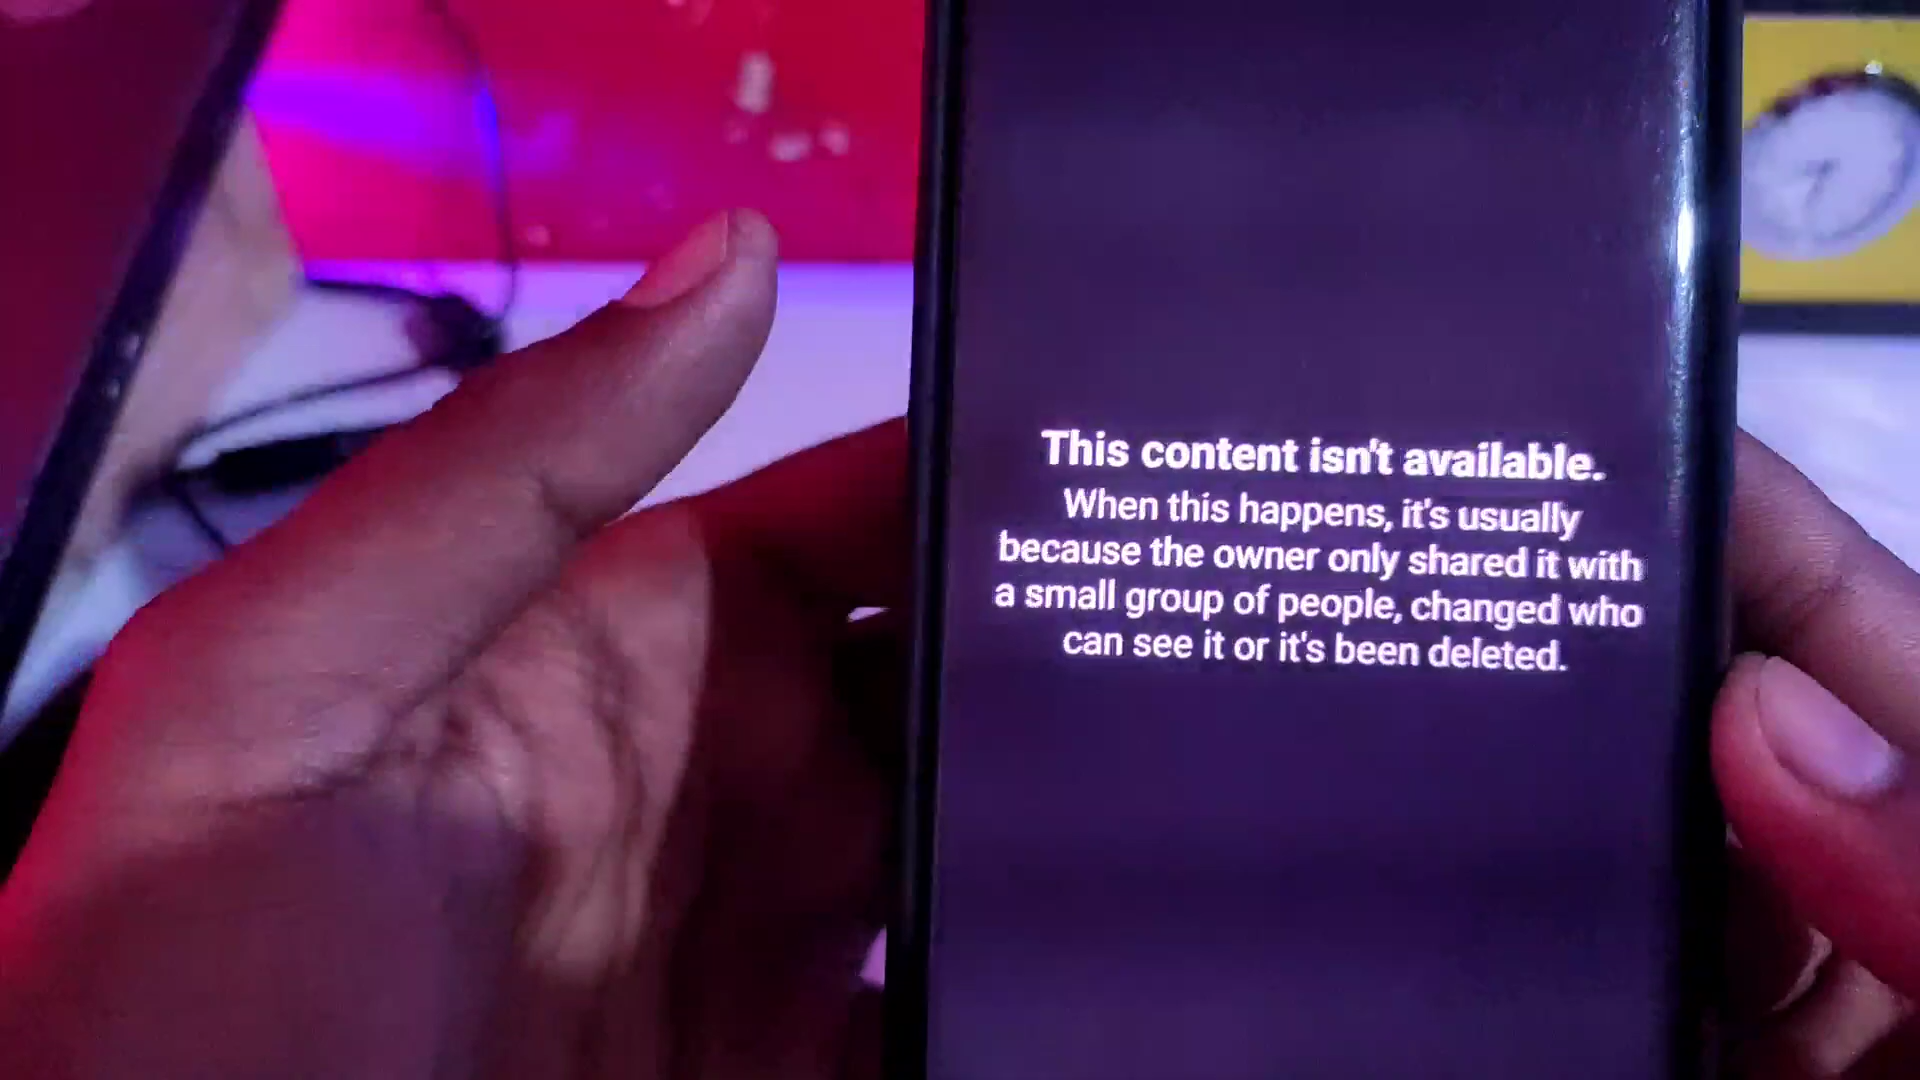 This content isn't available.
When this happens, it's usually
because the owner only shared it with
a small group of people, changed who
can see it or it's been deleted.